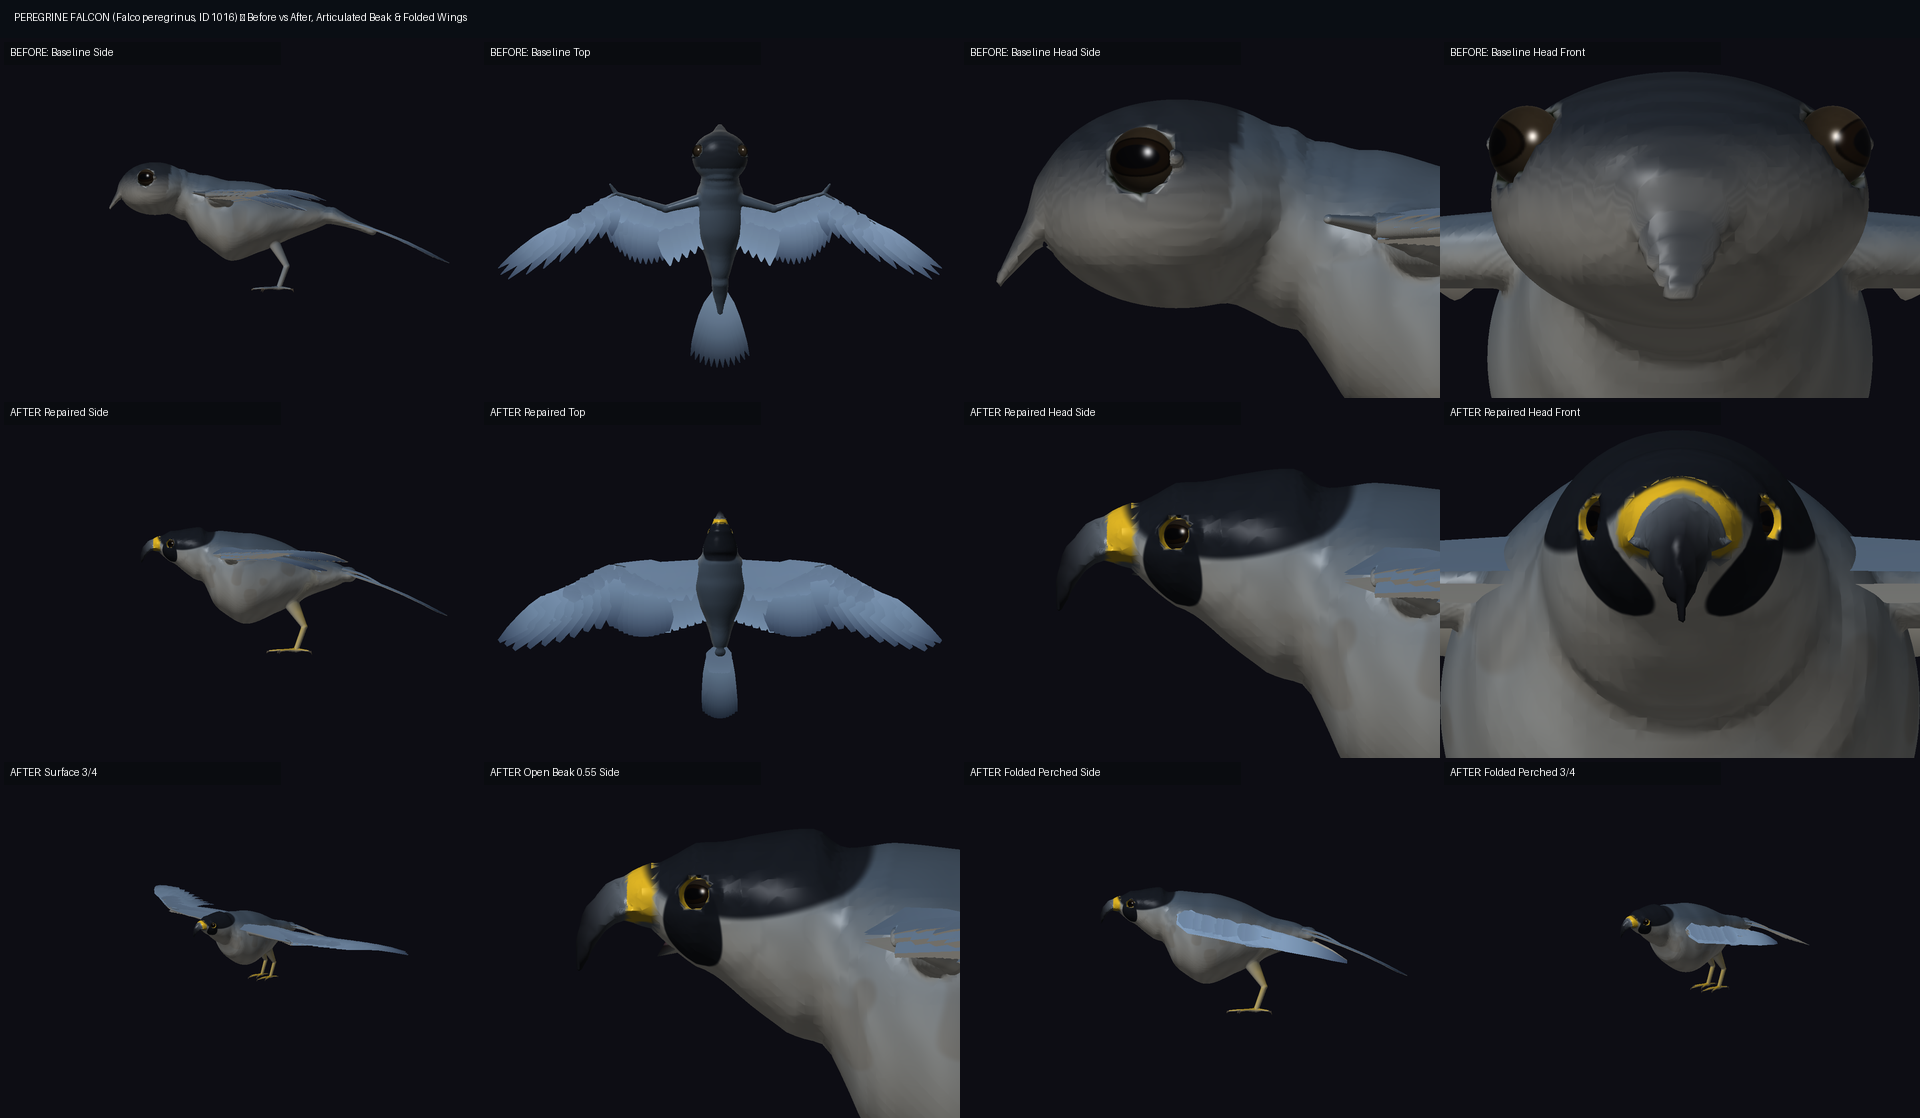 PEREGRINE FALCON (Falco peregrinus, ID 1016) ☒ Before vs After, Articulated Beak & Folded Wings
BEFORE: Baseline Side
BEFORE: Baseline Top
BEFORE: Baseline Head Side
BEFORE: Baseline Head Front
AFTER: Repaired Side
AFTER: Repaired Top
AFTER: Repaired Head Side
AFTER: Repaired Head Front
AFTER: Surface 3/4
AFTER: Open Beak 0.55 Side
AFTER: Folded Perched Side
AFTER: Folded Perched 3/4